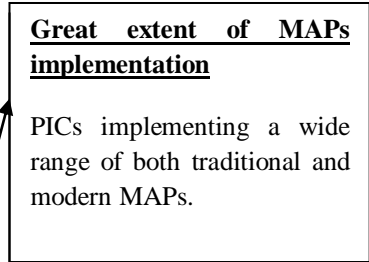 Great extent of MAPs
implementation
PICs implementing a wide
range of both traditional and
modern MAPs.